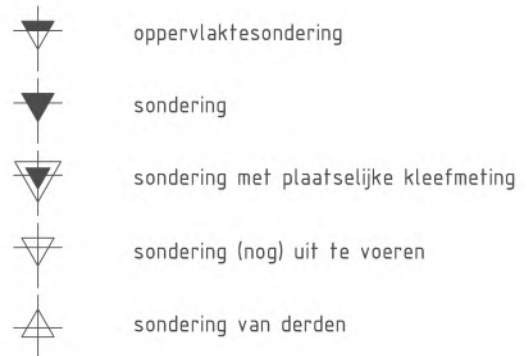 oppervlaktesondering
sondering
sondering met plaatselijke kleefmeting
sondering (nog) uit te voeren
sondering van derden